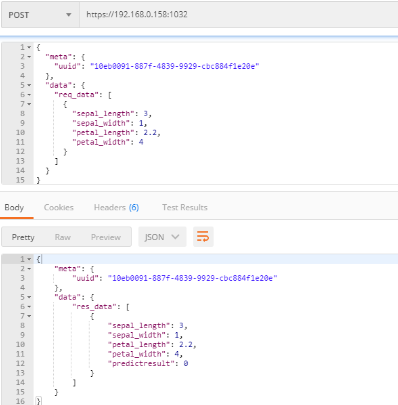 POST https://192.168.0.158:1032
1 {
2 "meta": {
3 "uuid": "10eb0091-887f-4839-9929-cbc884f1e20e"
4 },
5 "data": {
6 "req_data": [
7 {
8 "sepal_length": 3,
9 "sepal_width": 1,
10 "petal_length": 2.2,
11 "petal_width": 4
12 }
13 ]
14 }
15 }
Body Cookies Headers (6) Test Results
Pretty Raw Preview JSON
1 {
2 "meta": {
3 "uuid": "10eb0091-887f-4839-9929-cbc884f1e20e"
4 },
5 "data": {
6 "res_data": [
7 {
8 "sepal_length": 3,
9 "sepal_width": 1,
10 "petal_length": 2.2,
11 "petal_width": 4,
12 "predictresult": 0
13 }
14 ]
15 }
16 }